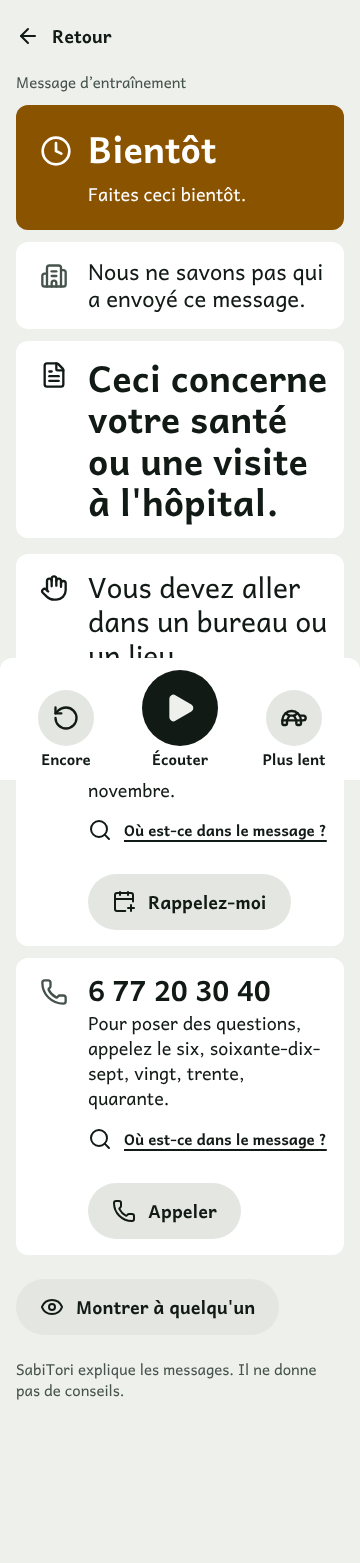 Retour
Message d’entraînement
Bientôt
Faites ceci bientôt.
Nous ne savons pas qui
a envoyé ce message.
Ceci concerne
votre santé
ou une visite
à l'hôpital.
Vous devez aller
dans un bureau ou
un lieu
Encore
Écouter
Plus lent
novembre.
Où est-ce dans le message ?
Rappelez-moi
6 77 20 30 40
Pour poser des questions,
appelez le six, soixante-dix-
sept, vingt, trente,
quarante.
Où est-ce dans le message ?
Appeler
Montrer à quelqu'un
SabiTori explique les messages. Il ne donne
pas de conseils.